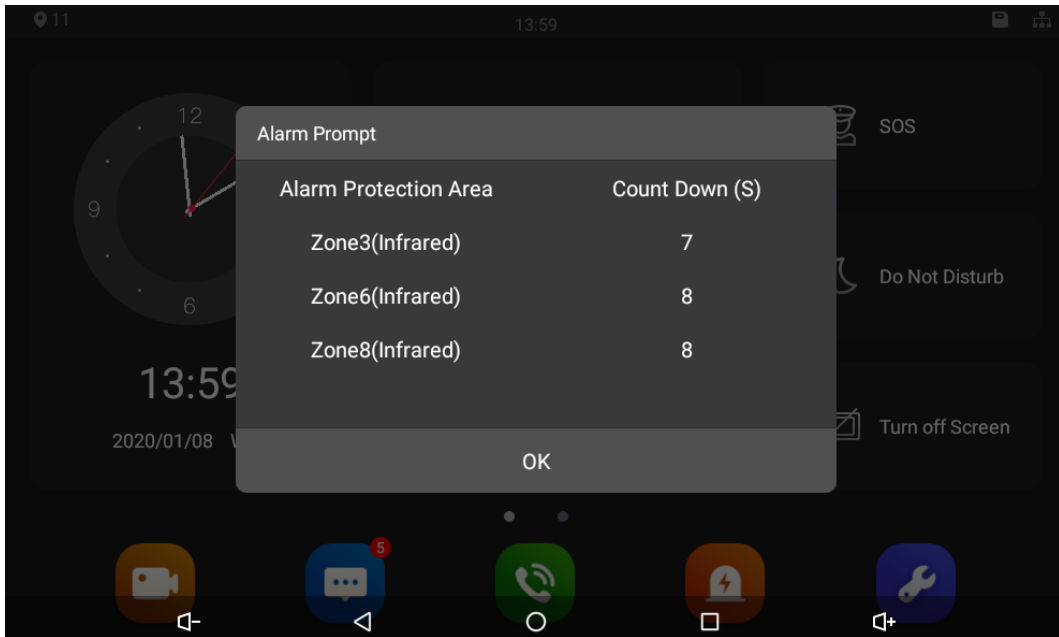 11
13:59
12
9
6
13:59
2020/01/08
SOS
Do Not Disturb
Turn off Screen
Alarm Prompt
Alarm Protection Area Count Down (S)
Zone3(Infrared) 7
Zone6(Infrared) 8
Zone8(Infrared) 8
OK
5